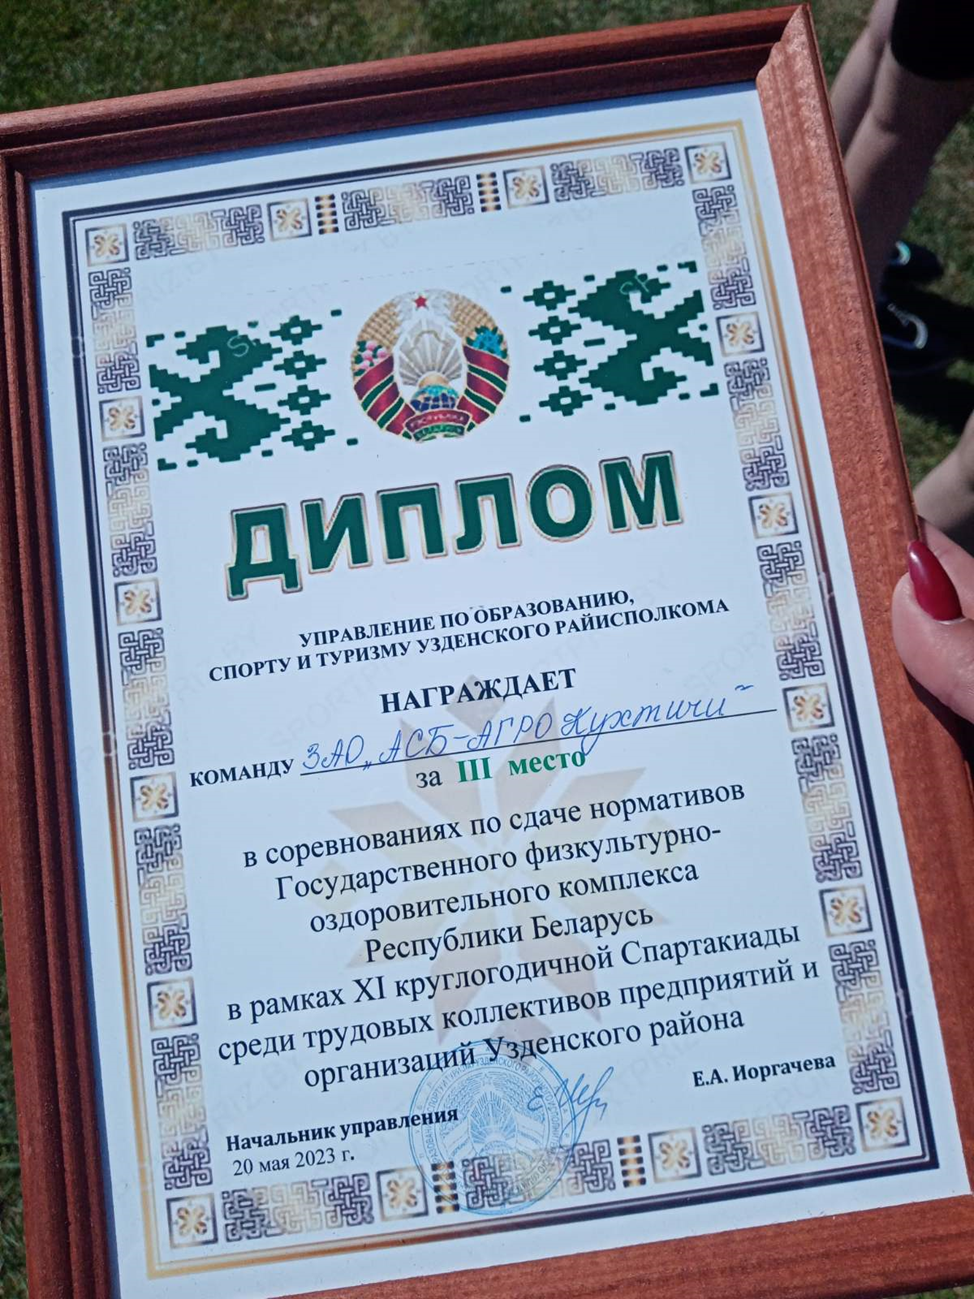 ДИПЛОМ
УПРАВЛЕНИЕ ПО ОБРАЗОВАНИЮ,
СПОРТУ И ТУРИЗМУ УЗДЕНСКОГО РАЙИСПОЛКОМА
НАГРАЖДАЕТ
КОМАНДУ ЗАО „АСБ-АГРО Кухтичи"
за III место
в соревнованиях по сдаче нормативов
Государственного физкультурно-
оздоровительного комплекса
Республики Беларусь
в рамках XI круглогодичной Спартакиады
среди трудовых коллективов предприятий и
организаций Узденского района
Начальник управления Е.А. Иоргачева
20 мая 2023 г.